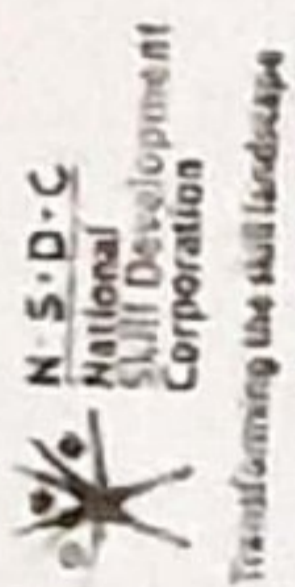 N·S·D·C
National
Skill Development
Corporation
Transforming the skill landscape